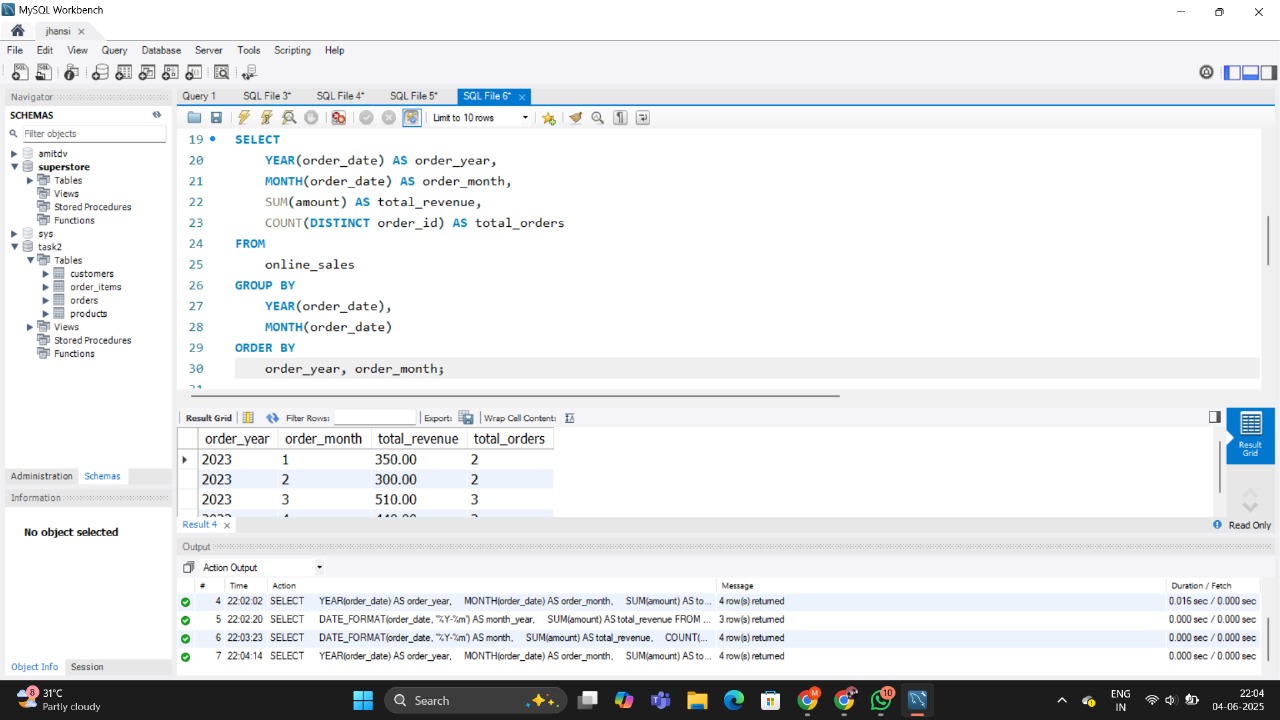 MySQL Workbench
jhansi
File Edit View Query Database Server Tools Scripting Help
Navigator
SCHEMAS
Filter objects
amitdv
superstore
Tables
Views
Stored Procedures
Functions
sys
task2
Tables
customers
order_items
orders
products
Views
Stored Procedures
Functions
Administration Schemas
Information
No object selected
Object Info Session
Query 1 SQL File 3* SQL File 4* SQL File 5* SQL File 6*
Limit to 10 rows
19 SELECT
20 YEAR(order_date) AS order_year,
21 MONTH(order_date) AS order_month,
22 SUM(amount) AS total_revenue,
23 COUNT(DISTINCT order_id) AS total_orders
24 FROM
25 online_sales
26 GROUP BY
27 YEAR(order_date),
28 MONTH(order_date)
29 ORDER BY
30 order_year, order_month;
Result Grid Filter Rows: Export: Wrap Cell Content:
order_year order_month total_revenue total_orders
2023 1 350.00 2
2023 2 300.00 2
2023 3 510.00 3
Result Grid
Result 4
Read Only
Output
Action Output
# Time Action Message Duration / Fetch
4 22:02:02 SELECT YEAR(order_date) AS order_year, MONTH(order_date) AS order_month, SUM(amount) AS to... 4 row(s) returned 0.016 sec / 0.000 sec
5 22:02:20 SELECT DATE_FORMAT(order_date, '%Y-%m') AS month_year, SUM(amount) AS total_revenue FROM ... 3 row(s) returned 0.000 sec / 0.000 sec
6 22:03:23 SELECT DATE_FORMAT(order_date, '%Y-%m') AS month, SUM(amount) AS total_revenue, COUNT(... 4 row(s) returned 0.000 sec / 0.000 sec
7 22:04:14 SELECT YEAR(order_date) AS order_year, MONTH(order_date) AS order_month, SUM(amount) AS to... 4 row(s) returned 0.000 sec / 0.000 sec
8
31°C
Partly cloudy
Search
M
10
ENG
IN
22:04
04-06-2025